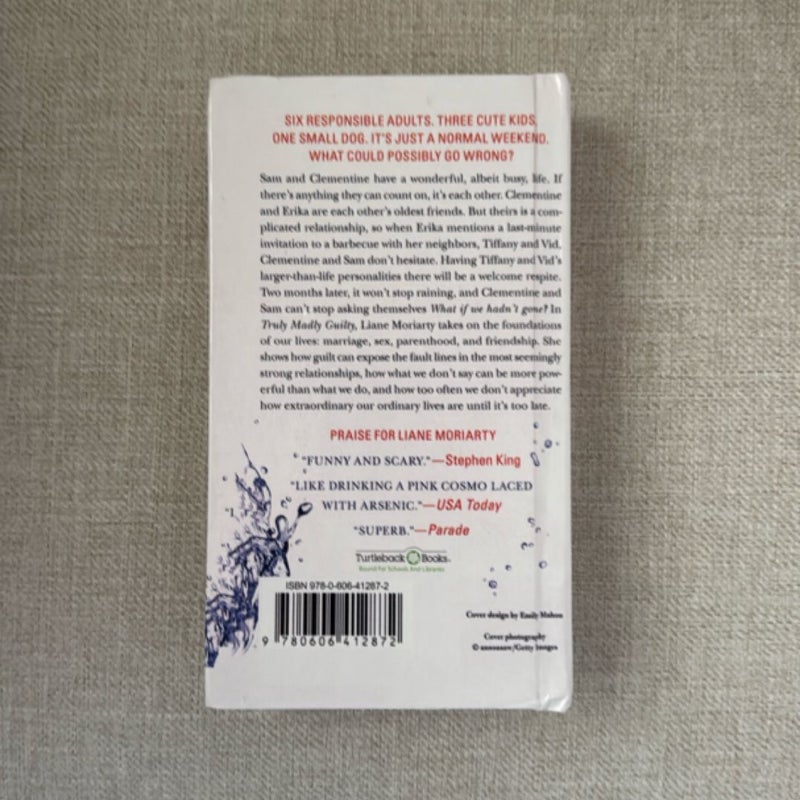 SIX RESPONSIBLE ADULTS. THREE CUTE KIDS.
ONE SMALL DOG. IT'S JUST A NORMAL WEEKEND.
WHAT COULD POSSIBLY GO WRONG?
Sam and Clementine have a wonderful, albeit busy, life. If
there's anything they can count on, it's each other. Clementine
and Erika are each other's oldest friends. But theirs is a com-
plicated relationship, so when Erika mentions a last-minute
invitation to a barbecue with her neighbors, Tiffany and Vid,
Clementine and Sam don't hesitate. Having Tiffany and Vid's
larger-than-life personalities there will be a welcome respite.
Two months later, it won't stop raining, and Clementine and
Sam can't stop asking themselves What if we hadn't gone? In
Truly Madly Guilty, Liane Moriarty takes on the foundations
of our lives: marriage, sex, parenthood, and friendship. She
shows how guilt can expose the fault lines in the most seemingly
strong relationships, how what we don't say can be more pow-
erful than what we do, and how too often we don't appreciate
how extraordinary our ordinary lives are until it's too late.
PRAISE FOR LIANE MORIARTY
"FUNNY AND SCARY."—Stephen King
"LIKE DRINKING A PINK COSMO LACED
WITH ARSENIC."—USA Today
"SUPERB."—Parade
Turtleback Books
Bound For Schools And Libraries
ISBN 978-0-606-41287-2
9 780606 412872
Cover design by Emily Mahon
Cover photography
© /Getty Images